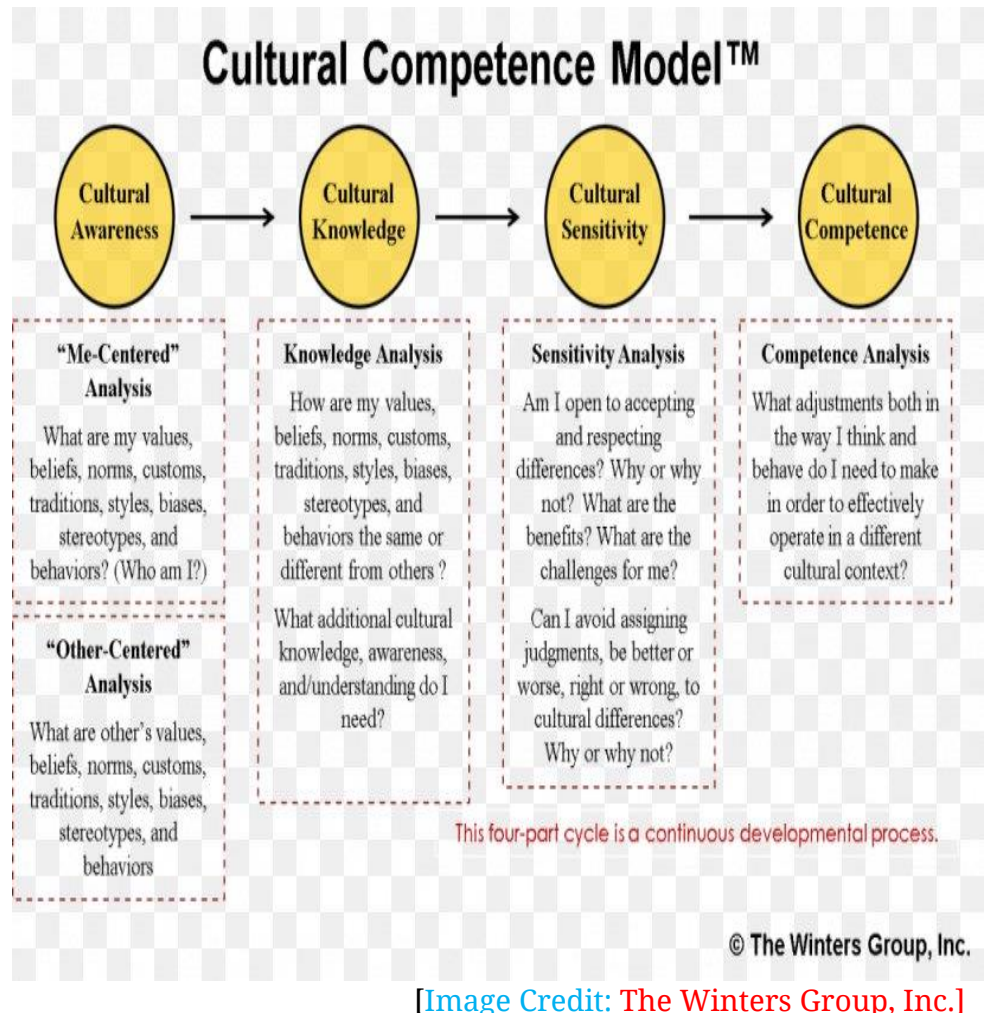 Cultural Competence Model™
Cultural
Awareness
Cultural
Knowledge
Cultural
Sensitivity
Cultural
Competence
“Me-Centered”
Analysis
What are my values,
beliefs, norms, customs,
traditions, styles, biases,
stereotypes, and
behaviors? (Who am I?)
“Other-Centered”
Analysis
What are other’s values,
beliefs, norms, customs,
traditions, styles, biases,
stereotypes, and
behaviors
Knowledge Analysis
How are my values,
beliefs, norms, customs,
traditions, styles, biases,
stereotypes, and
behaviors the same or
different from others ?
What additional cultural
knowledge, awareness,
and/understanding do I
need?
Sensitivity Analysis
Am I open to accepting
and respecting
differences? Why or why
not? What are the
benefits? What are the
challenges for me?
Can I avoid assigning
judgments, be better or
worse, right or wrong, to
cultural differences?
Why or why not?
Competence Analysis
What adjustments both in
the way I think and
behave do I need to make
in order to effectively
operate in a different
cultural context?
This four-part cycle is a continuous developmental process.
© The Winters Group, Inc.
[Image Credit: The Winters Group, Inc.]